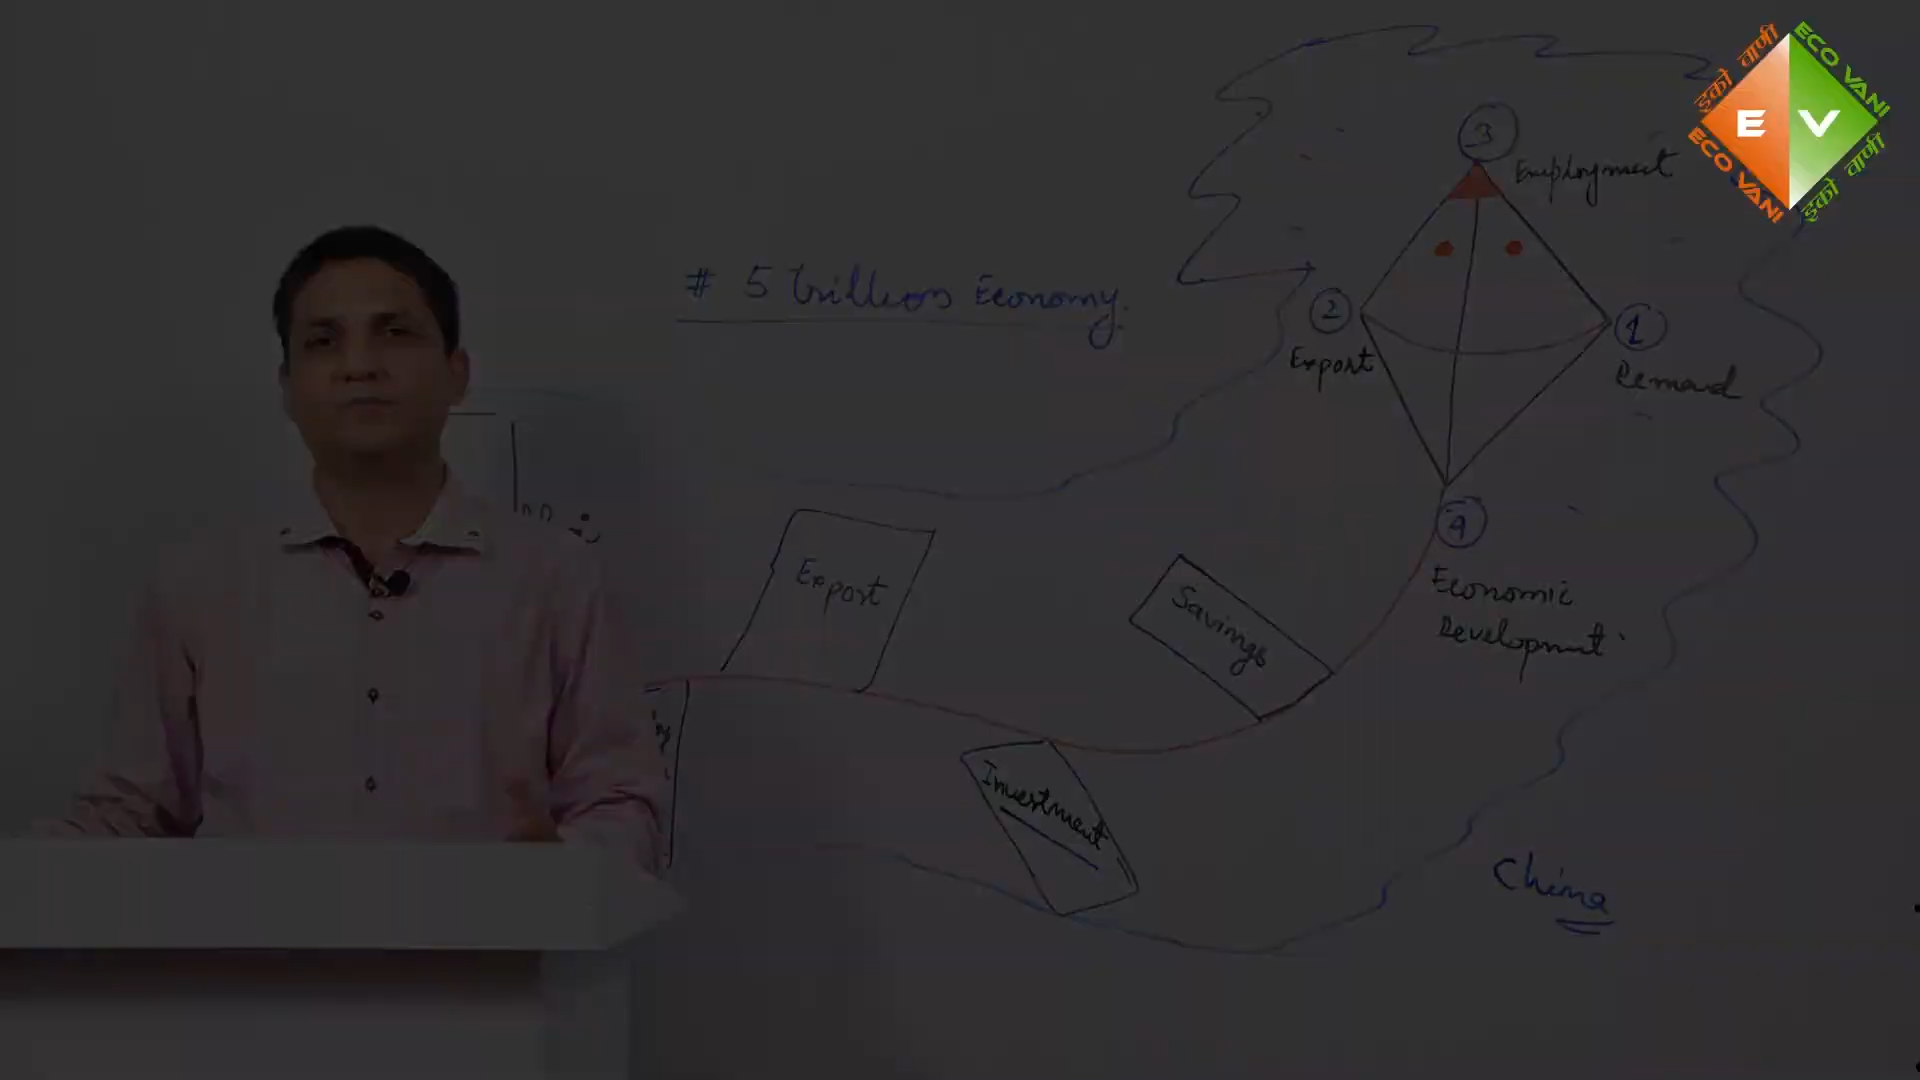 # 5 trillion Economy.
3
Employment
2
Export
1
Demand
4
Economic
Development
Export
Savings
Investment
China
E V
ECO VANI
इको वाणी
ECO VANI
इको वाणी